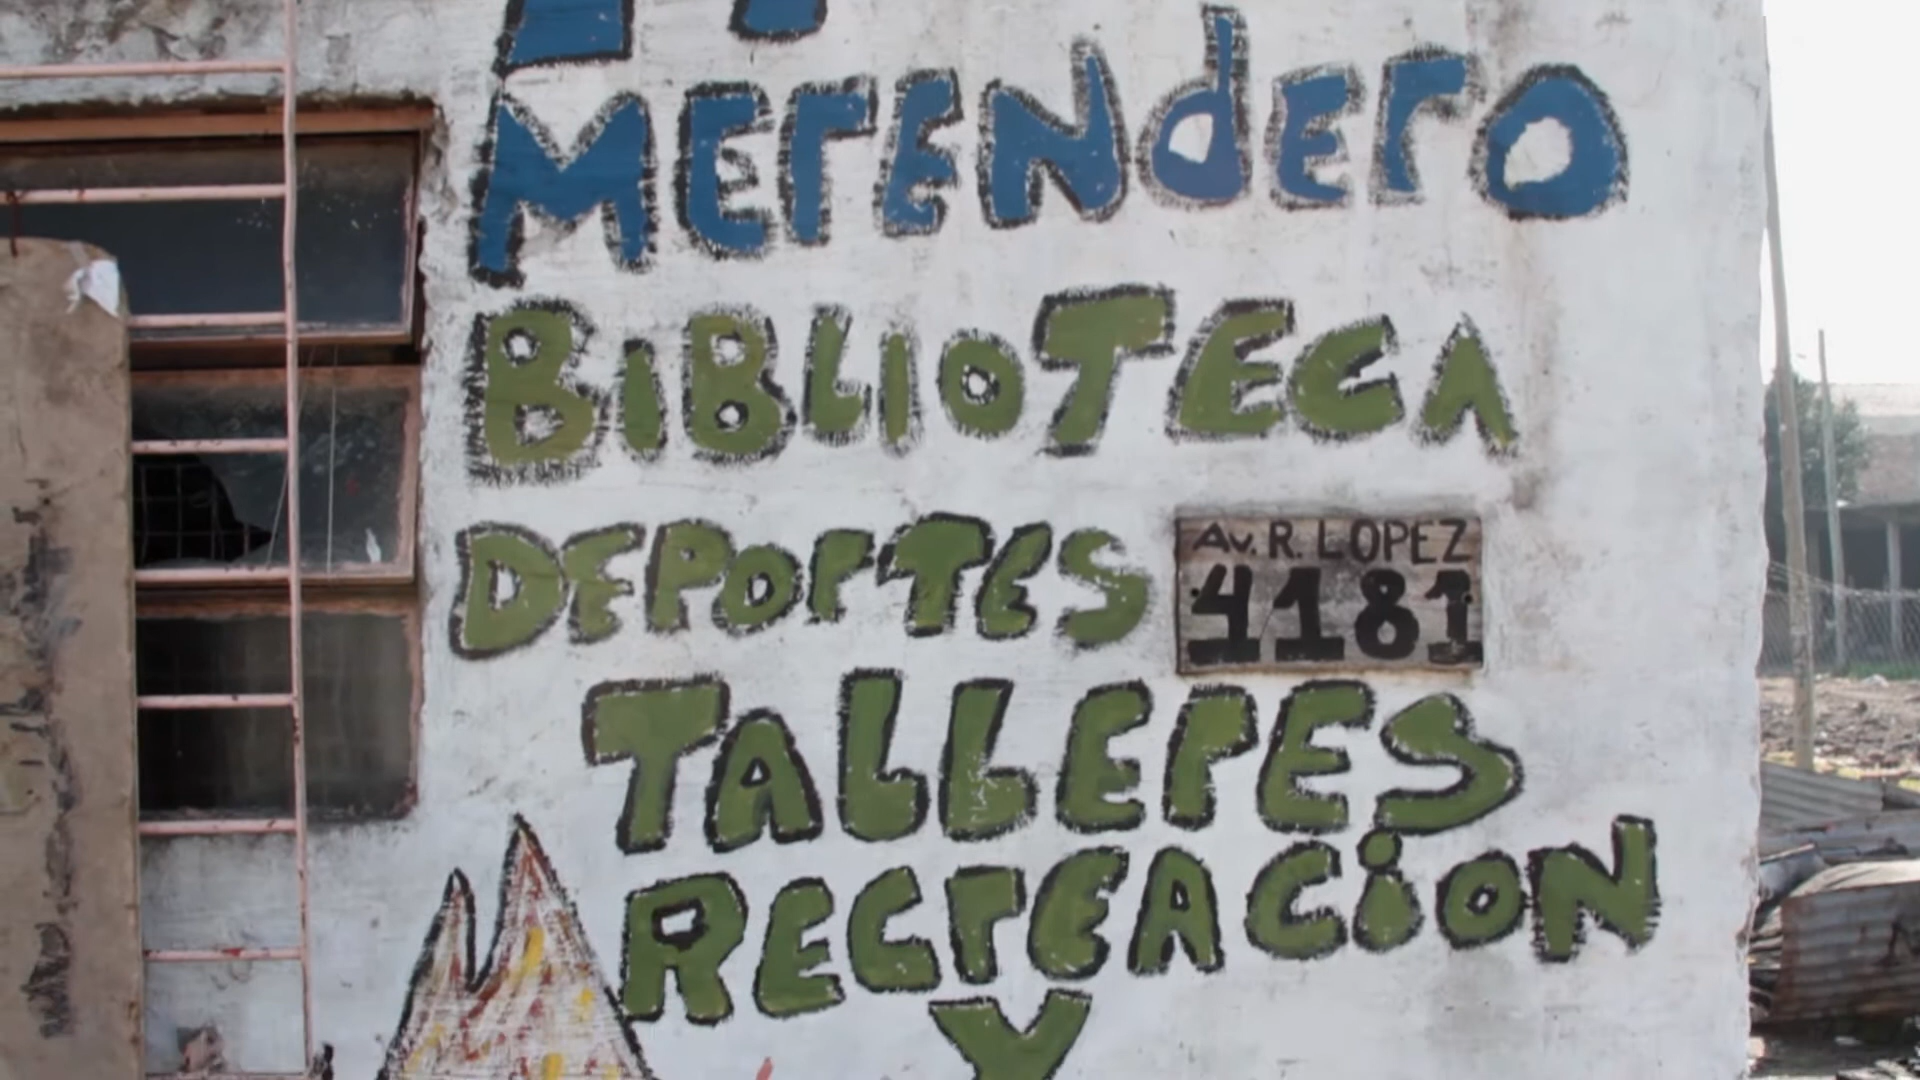 MErENdEro
BiBLIOTECA
DEPOrTES
Av. R. LOPEZ
4181
TALLErES
RECrEACiON
Y